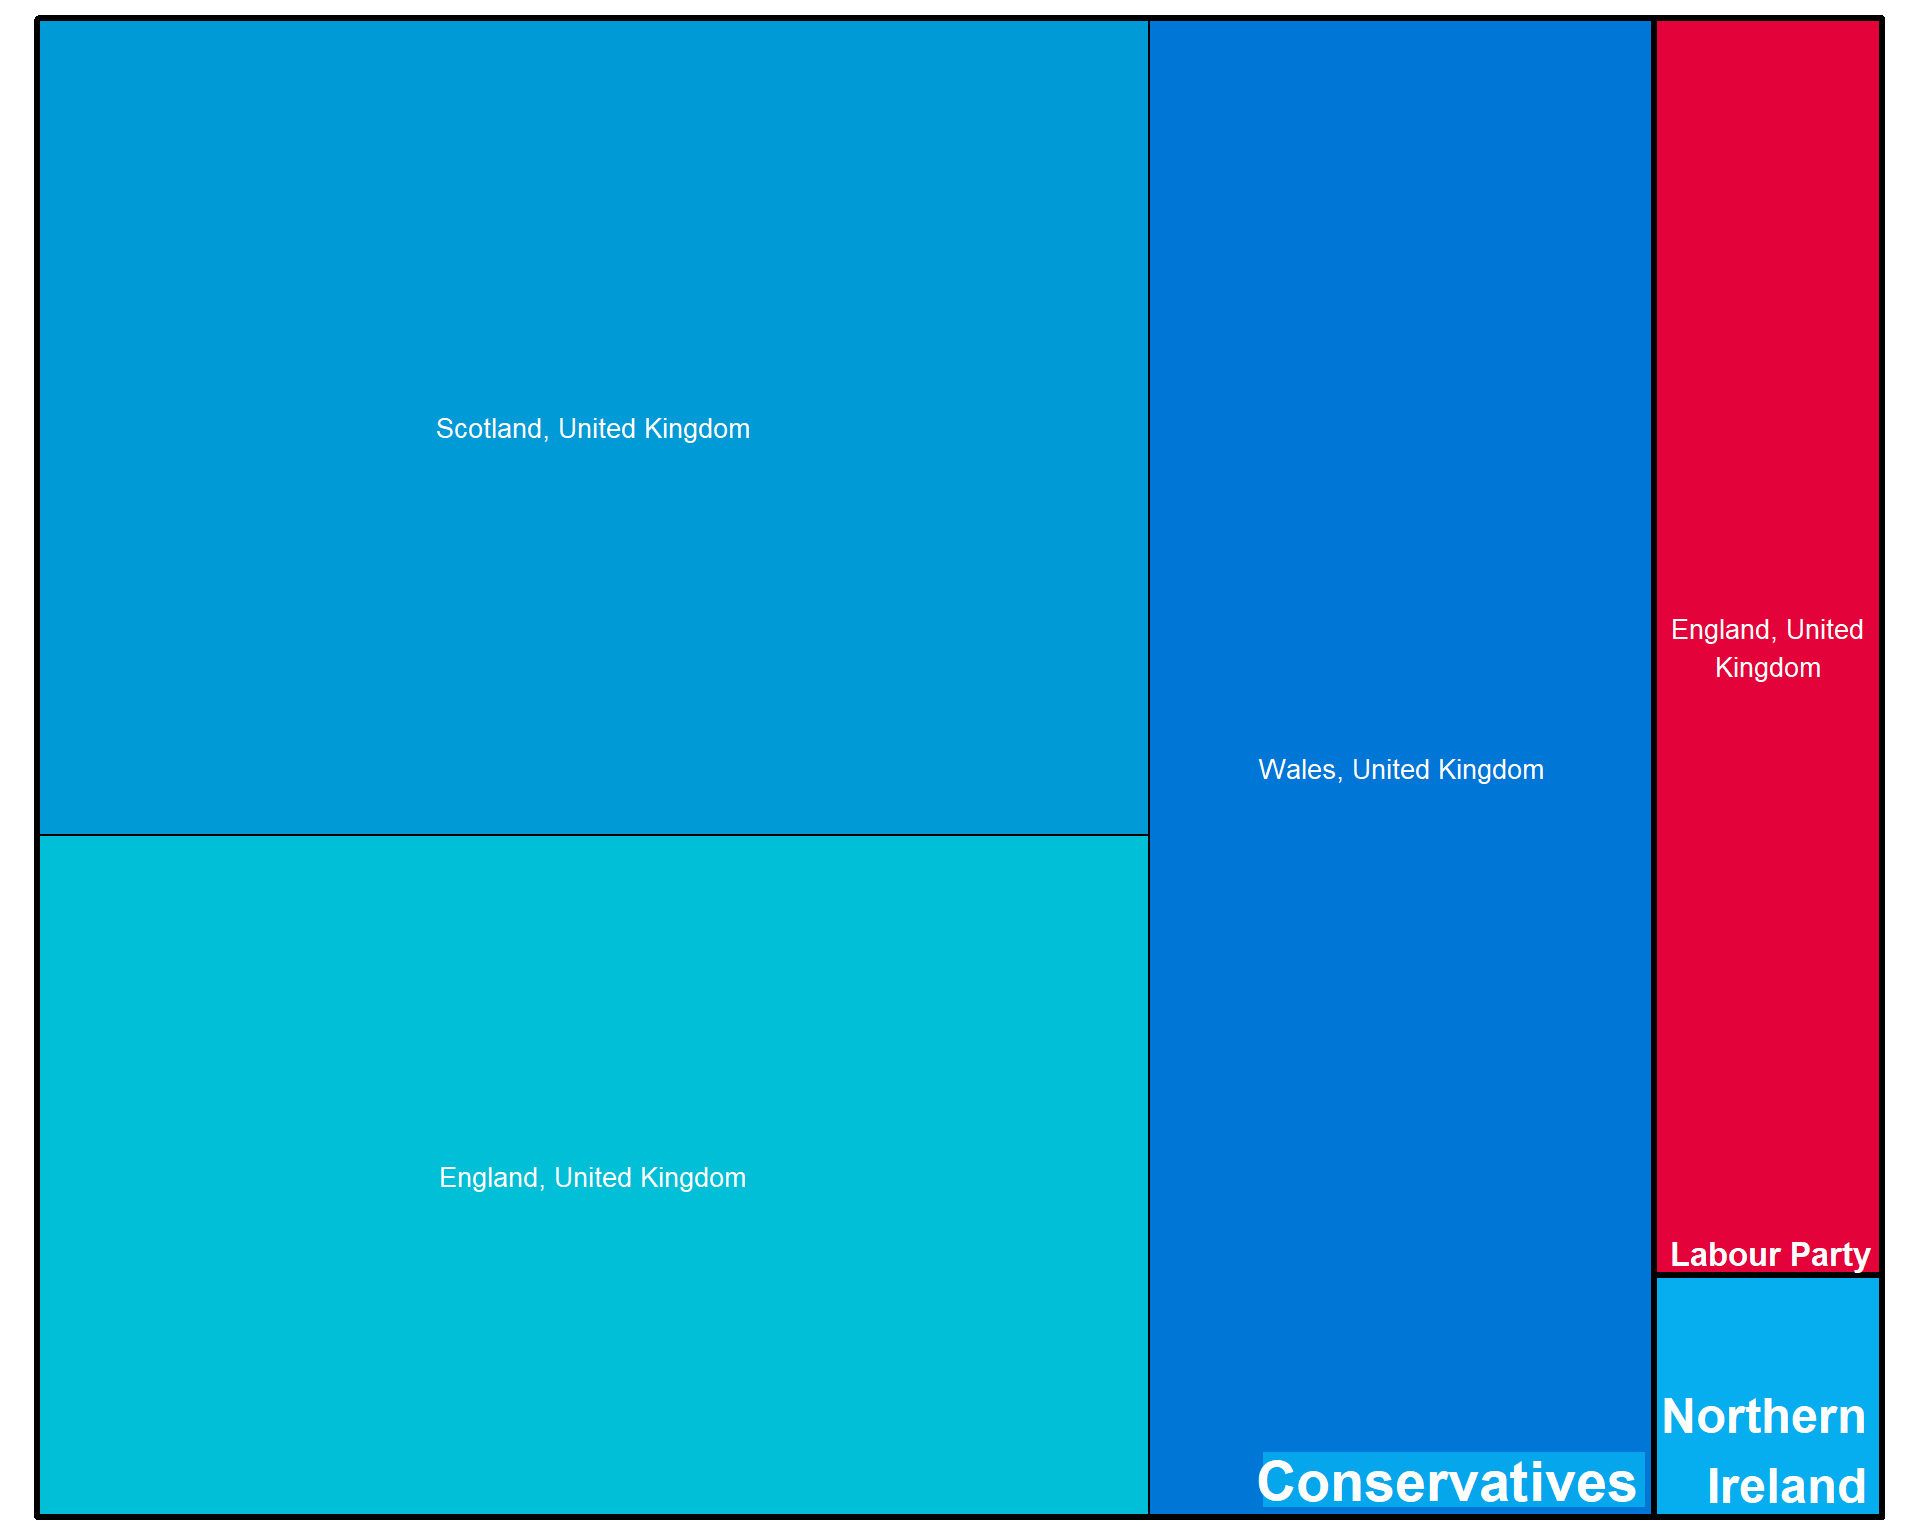 Scotland, United Kingdom
England, United
Kingdom
Wales, United Kingdom
England, United Kingdom
Labour Party
Northern
Ireland
Conservatives